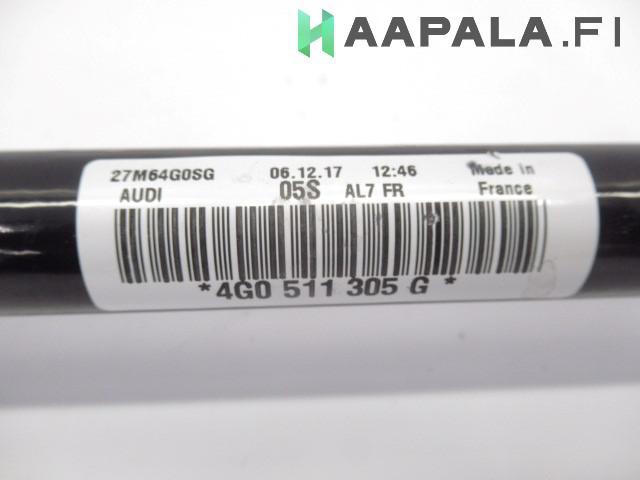 HAAPALA.FI
27M64G0SG 06.12.17 12:46 Made in
AUDI 05S AL7 FR France
*4G0 511 305 G*